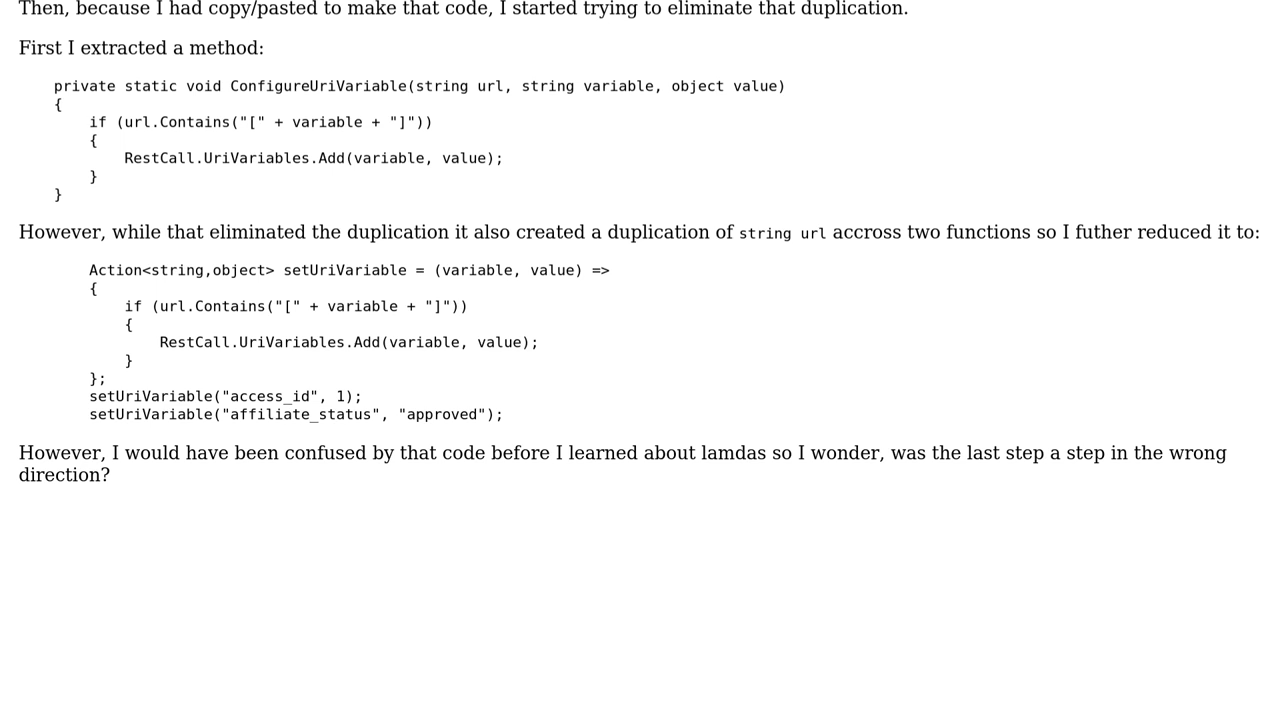 Then, because I had copy/pasted to make that code, I started trying to eliminate that duplication.
First I extracted a method:
private static void ConfigureUriVariable(string url, string variable, object value)
{
if (url.Contains("[" + variable + "]"))
{
RestCall.UriVariables.Add(variable, value);
}
}
However, while that eliminated the duplication it also created a duplication of string url accross two functions so I futher reduced it to:
Action<string,object> setUriVariable = (variable, value) =>
{
if (url.Contains("[" + variable + "]"))
{
RestCall.UriVariables.Add(variable, value);
}
};
setUriVariable("access_id", 1);
setUriVariable("affiliate_status", "approved");
However, I would have been confused by that code before I learned about lamdas so I wonder, was the last step a step in the wrong
direction?